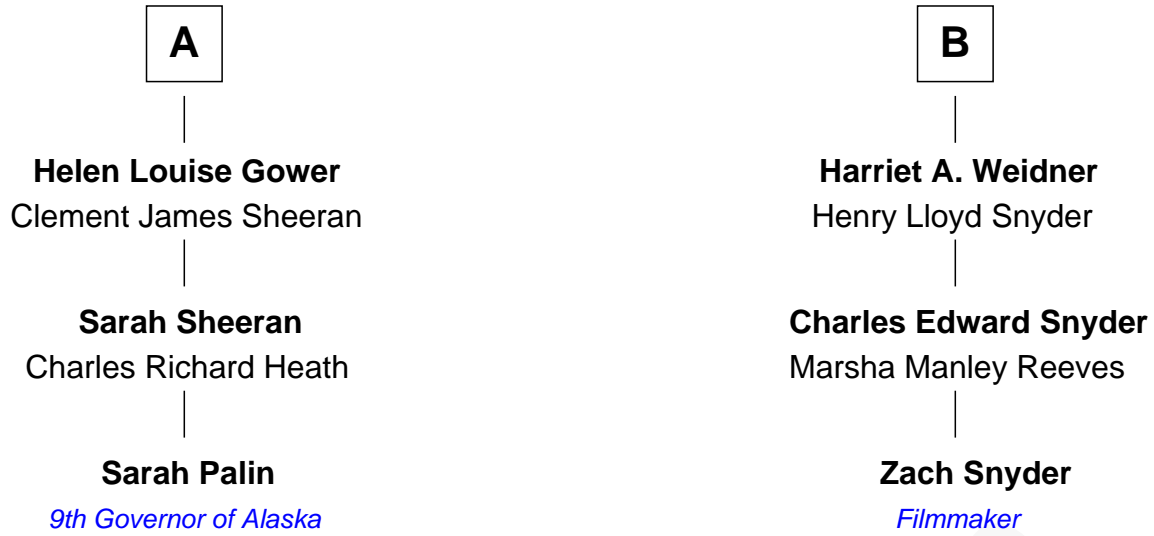 A
B
Helen Louise Gower
Harriet A. Weidner
Clement James Sheeran
Henry Lloyd Snyder
Sarah Sheeran
Charles Edward Snyder
Charles Richard Heath
Marsha Manley Reeves
Sarah Palin
Zach Snyder
9th Governor of Alaska
Filmmaker